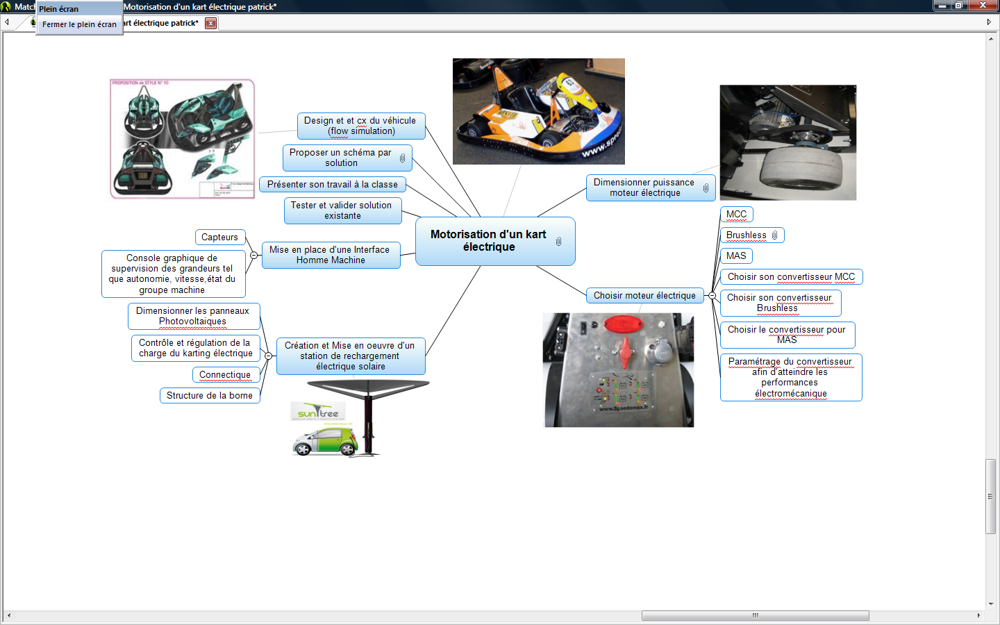 Match
Motorisation d'un kart électrique patrick*
Plein écran
Fermer le plein écran
art électrique patrick*
PROPOSITION de STYLE N° 10
Design et et cx du véhicule
(flow simulation)
Proposer un schéma par
solution
Présenter son travail à la classe
Tester et valider solution
existante
Capteurs
Console graphique de
supervision des grandeurs tel
que autonomie, vitesse,état du
groupe machine
Mise en place d'une Interface
Homme Machine
Dimensionner les panneaux
Photovoltaiques
Contrôle et régulation de la
charge du karting électrique
Connectique
Structure de la borne
Création et Mise en oeuvre d'un
station de rechargement
électrique solaire
sun tree
63
www.spee
Motorisation d'un kart
électrique
Dimensionner puissance
moteur électrique
Choisir moteur électrique
MCC
Brushless
MAS
Choisir son convertisseur MCC
Choisir son convertisseur
Brushless
Choisir le convertisseur pour
MAS
Paramétrage du convertisseur
afin d'atteindre les
performances
électromécanique
www.Speedomax.fr